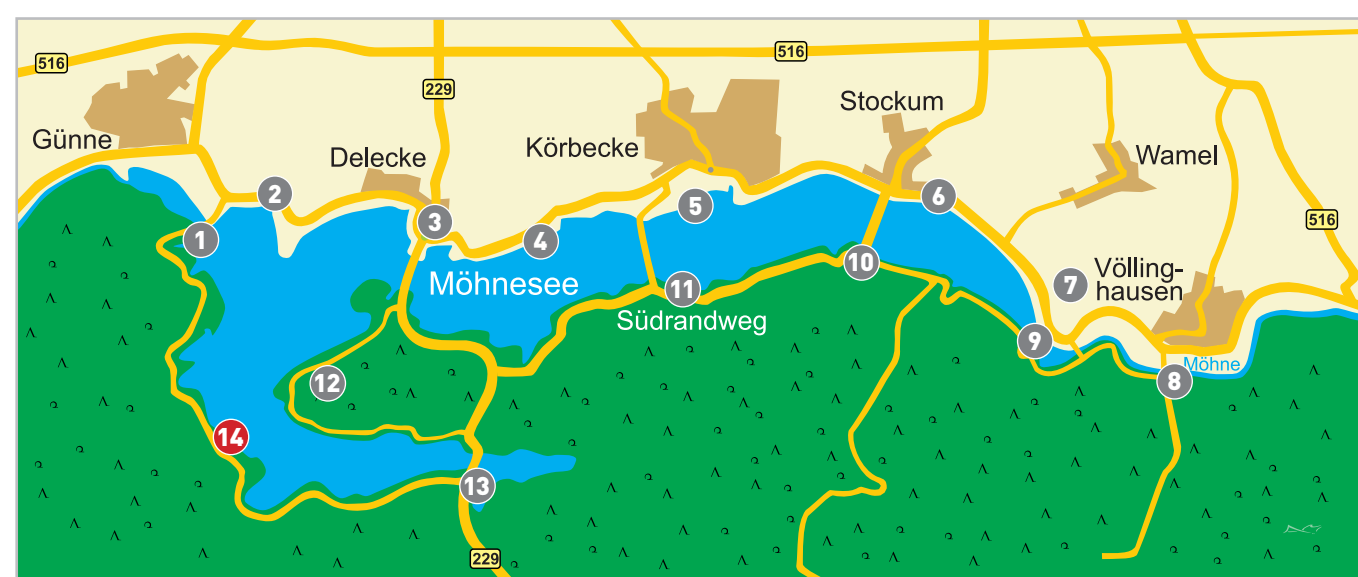 516
516
229
Stockum
Günne
Delecke
Körbecke
Wamel
2
6
5
3
516
1
4
10
Völling-
hausen
7
Möhnesee
11
Südrandweg
9
Möhne
12
8
14
13
229